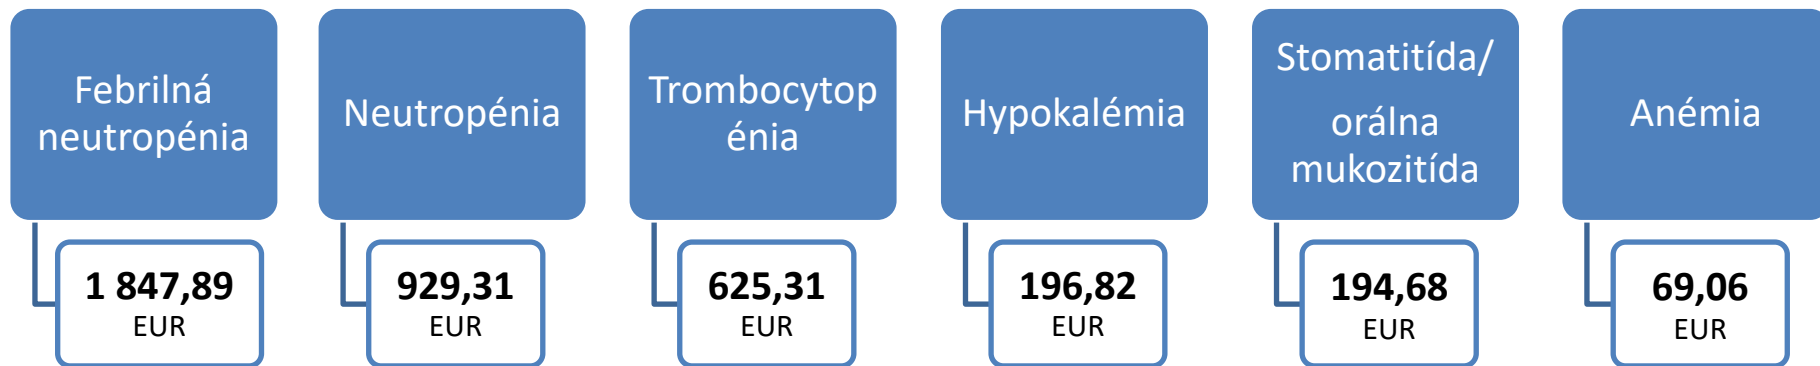 Febrilná
neutropénia
1 847,89
EUR
Neutropénia
929,31
EUR
Trombocytop
énia
625,31
EUR
Hypokalémia
196,82
EUR
Stomatitída/
orálna
mukozitída
194,68
EUR
Anémia
69,06
EUR